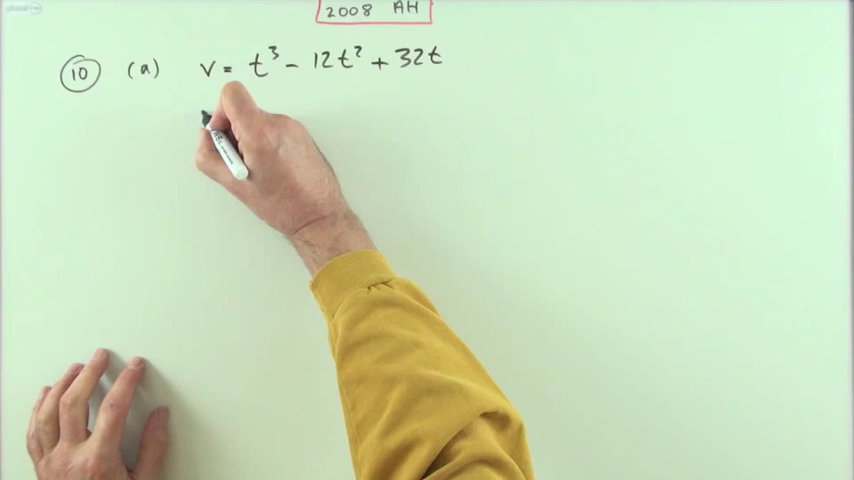 2008 AH
10 (a) v = t³ - 12t² + 32t